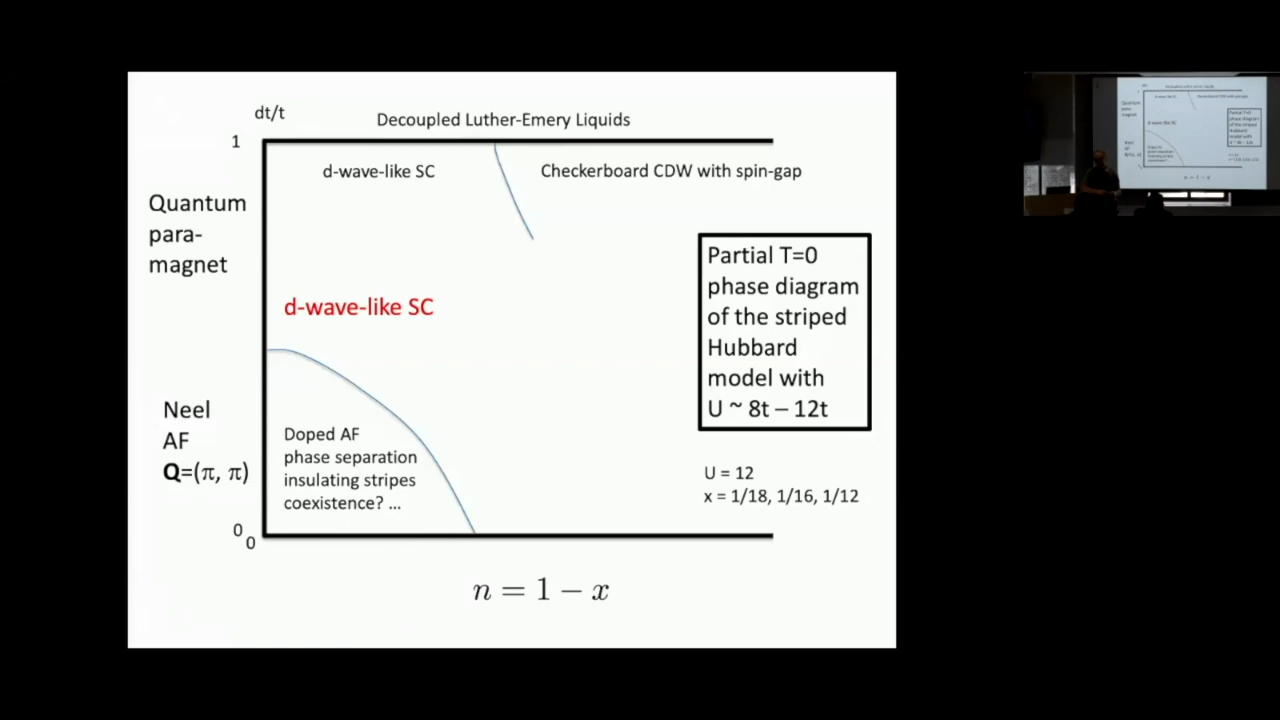 dt/t
Decoupled Luther-Emery Liquids
1
d-wave-like SC
Checkerboard CDW with spin-gap
Quantum
para-
magnet
d-wave-like SC
Partial T=0
phase diagram
of the striped
Hubbard
model with
U ~ 8t – 12t
Neel
AF
Q=(π, π)
Doped AF
phase separation
insulating stripes
coexistence? ...
U = 12
x = 1/18, 1/16, 1/12
0
0
n = 1 − x